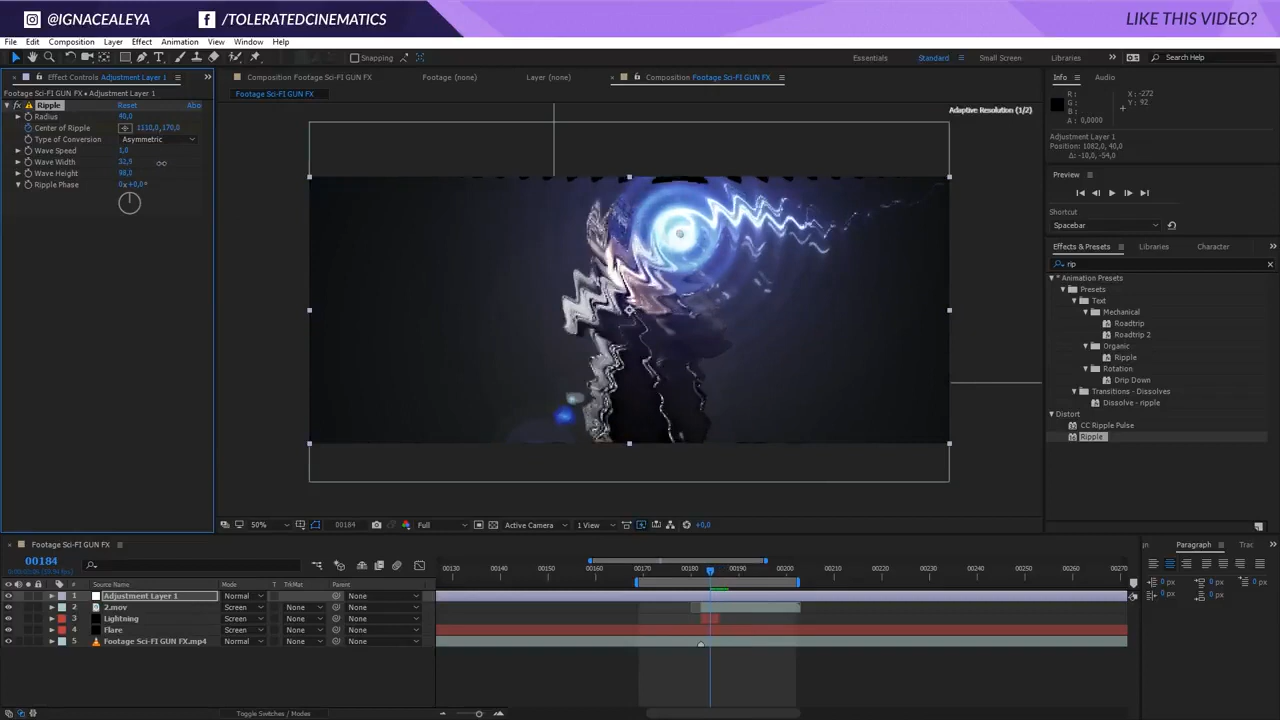 @IGNACEALEYA
/TOLERATEDCINEMATICS
LIKE THIS VIDEO?
File Edit Composition Layer Effect Animation View Window Help
Snapping
Essentials Standard Small Screen Libraries Search Help
Effect Controls Adjustment Layer 1
Composition Footage Sci-FI GUN FX
Footage (none)
Layer (none)
Composition Footage Sci-FI GUN FX
Info Audio
Footage Sci-FI GUN FX • Adjustment Layer 1
Footage Sci-FI GUN FX
R :
G :
B :
A : 0,0000
X : -272
Y : 92
fx Ripple Reset Abo
Radius 40,0
Center of Ripple 1110,0,170,0
Type of Conversion Asymmetric
Wave Speed 1,0
Wave Width 32,9
Wave Height 98,0
Ripple Phase 0x+0,0°
Adaptive Resolution (1/2)
Adjustment Layer 1
Position: 1082,0, 40,0
Δ: -10,0, -54,0
Preview
Shortcut
Spacebar
Effects & Presets Libraries Character
rip
* Animation Presets
Presets
Text
Mechanical
Roadtrip
Roadtrip 2
Organic
Ripple
Rotation
Drip Down
Transitions - Dissolves
Dissolve - ripple
Distort
CC Ripple Pulse
Ripple
50% 00184 Full Active Camera 1 View +0,0
Footage Sci-FI GUN FX
Paragraph Trac
00184
00130 00150 00160 00170 00180 00190 00200 00210 00220 00230 00240 00250 00260 00270
# Source Name Mode T TrkMat Parent
1 Adjustment Layer 1 Normal None
2 2.mov Screen None None
3 Lightning Screen None None
4 Flare Screen None None
5 Footage Sci-FI GUN FX.mp4 Normal None None
0 px 0 px 0 px
0 px 0 px
Toggle Switches / Modes